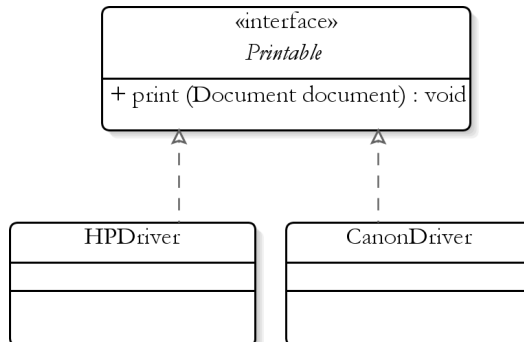 «interface»
Printable
+ print (Document document) : void
HPDriver
CanonDriver